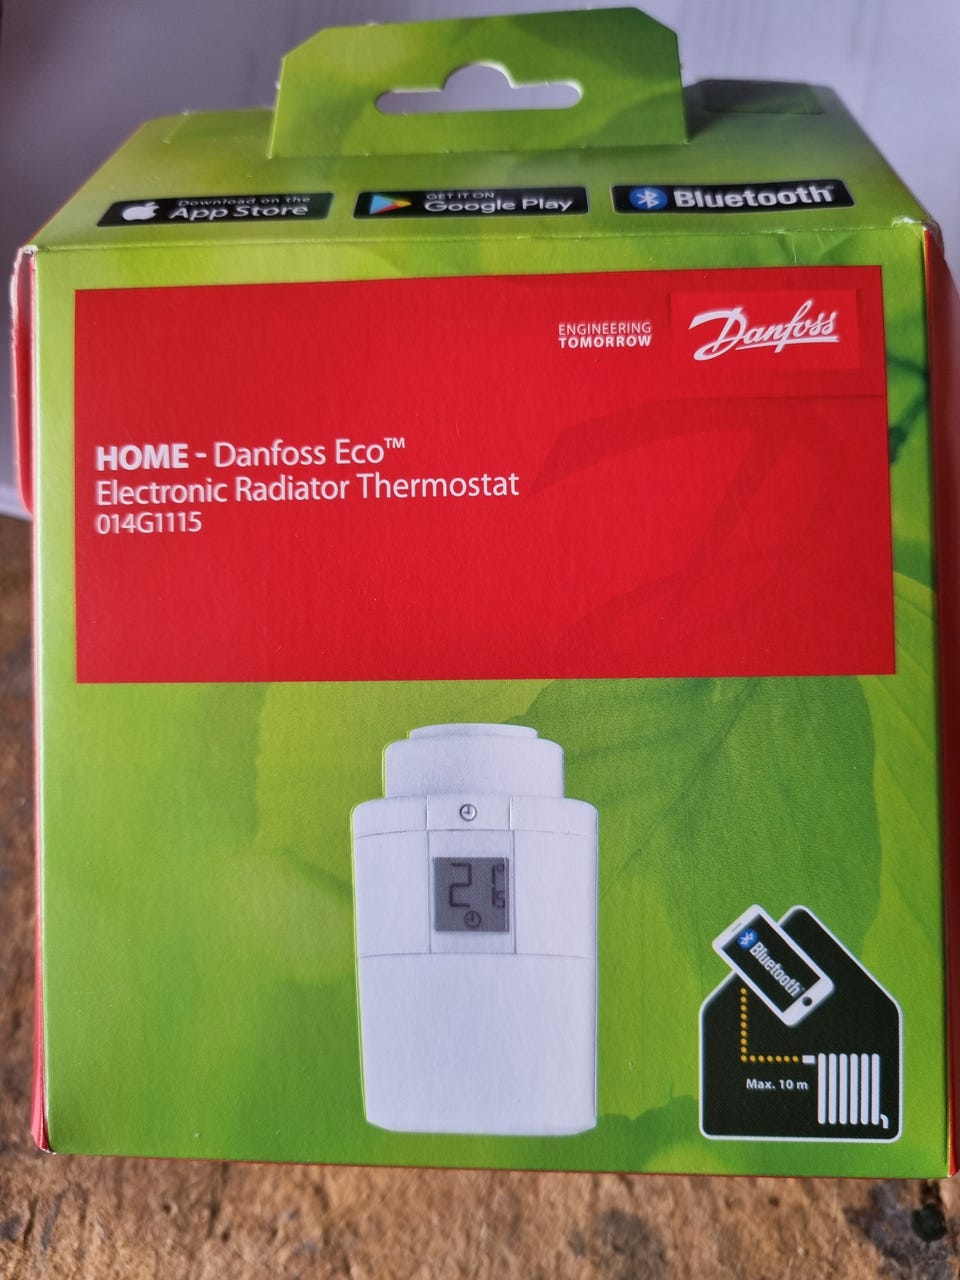 Download on the
App Store
GET IT ON
Google Play
Bluetooth®
ENGINEERING
TOMORROW
Danfoss
HOME - Danfoss Eco™
Electronic Radiator Thermostat
014G1115
21°5
Bluetooth
Max. 10 m